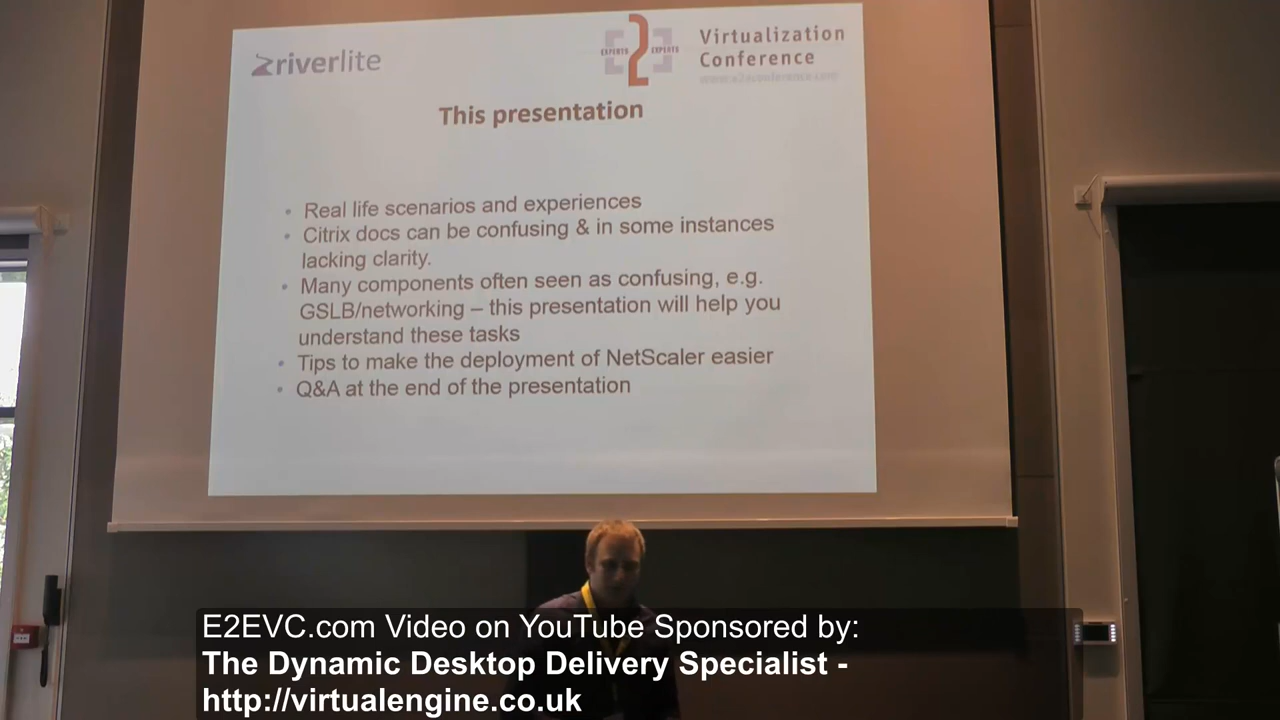 riverlite
EXPERTS 2 EXPERTS
Virtualization
Conference
www.e2econference.com
This presentation
• Real life scenarios and experiences
• Citrix docs can be confusing & in some instances
lacking clarity.
• Many components often seen as confusing, e.g.
GSLB/networking – this presentation will help you
understand these tasks
• Tips to make the deployment of NetScaler easier
• Q&A at the end of the presentation
E2EVC.com Video on YouTube Sponsored by:
The Dynamic Desktop Delivery Specialist -
http://virtualengine.co.uk